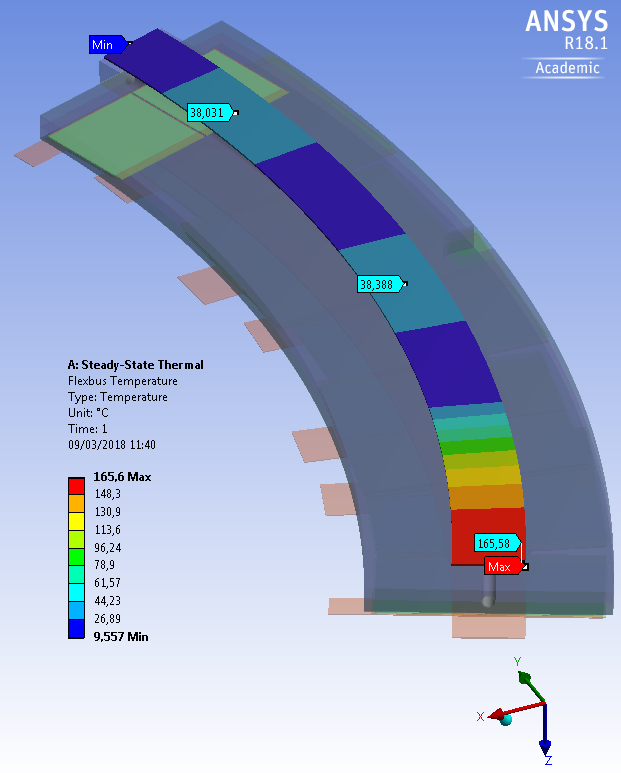 ANSYS
R18.1
Academic
Min
38,031
38,388
A: Steady-State Thermal
Flexbus Temperature
Type: Temperature
Unit: °C
Time: 1
09/03/2018 11:40
165,6 Max
148,3
130,9
113,6
96,24
78,9
61,57
44,23
26,89
9,557 Min
165,58
Max
Y
X
Z